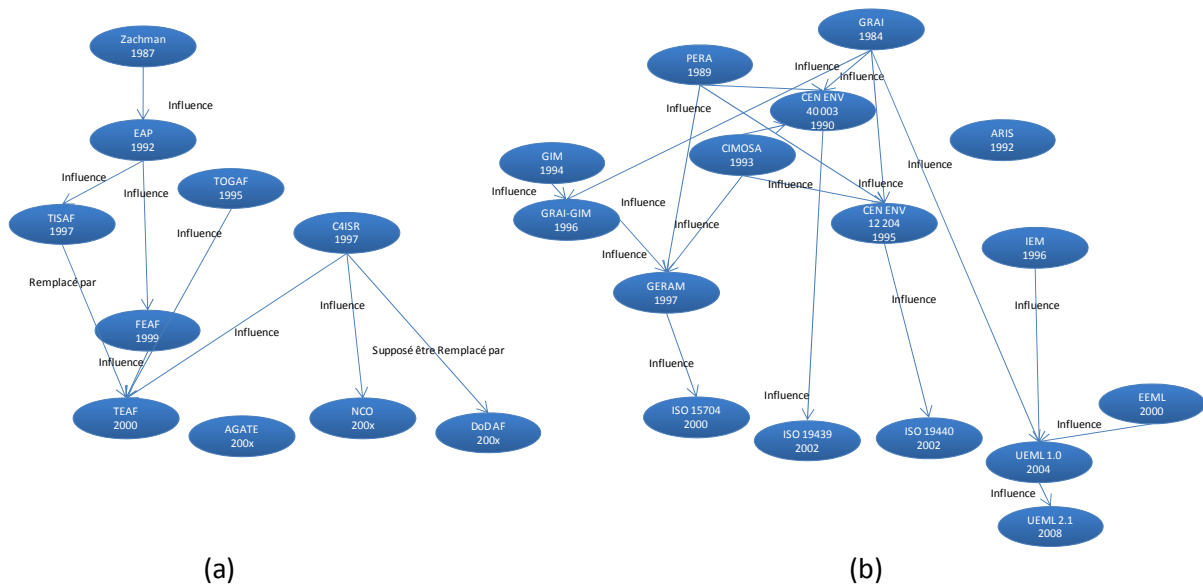 Zachman
1987
Influence
EAP
1992
Influence
Influence
TOGAF
1995
TISAF
1997
Influence
C4ISR
1997
Remplacé par
FEAF
1999
Influence
Influence
Influence
Supposé être Remplacé par
TEAF
2000
AGATE
200x
NCO
200x
DoDAF
200x
(a)
GRAI
1984
PERA
1989
Influence
Influence
Influence
CEN ENV
40 003
1990
ARIS
1992
GIM
1994
CIMOSA
1993
Influence
Influence
Influence
Influence
Influence
GRAI-GIM
1996
CEN ENV
12 204
1995
IEM
1996
Influence
GERAM
1997
Influence
Influence
Influence
Influence
ISO 15704
2000
ISO 19439
2002
ISO 19440
2002
EEML
2000
Influence
UEML 1.0
2004
Influence
UEML 2.1
2008
(b)